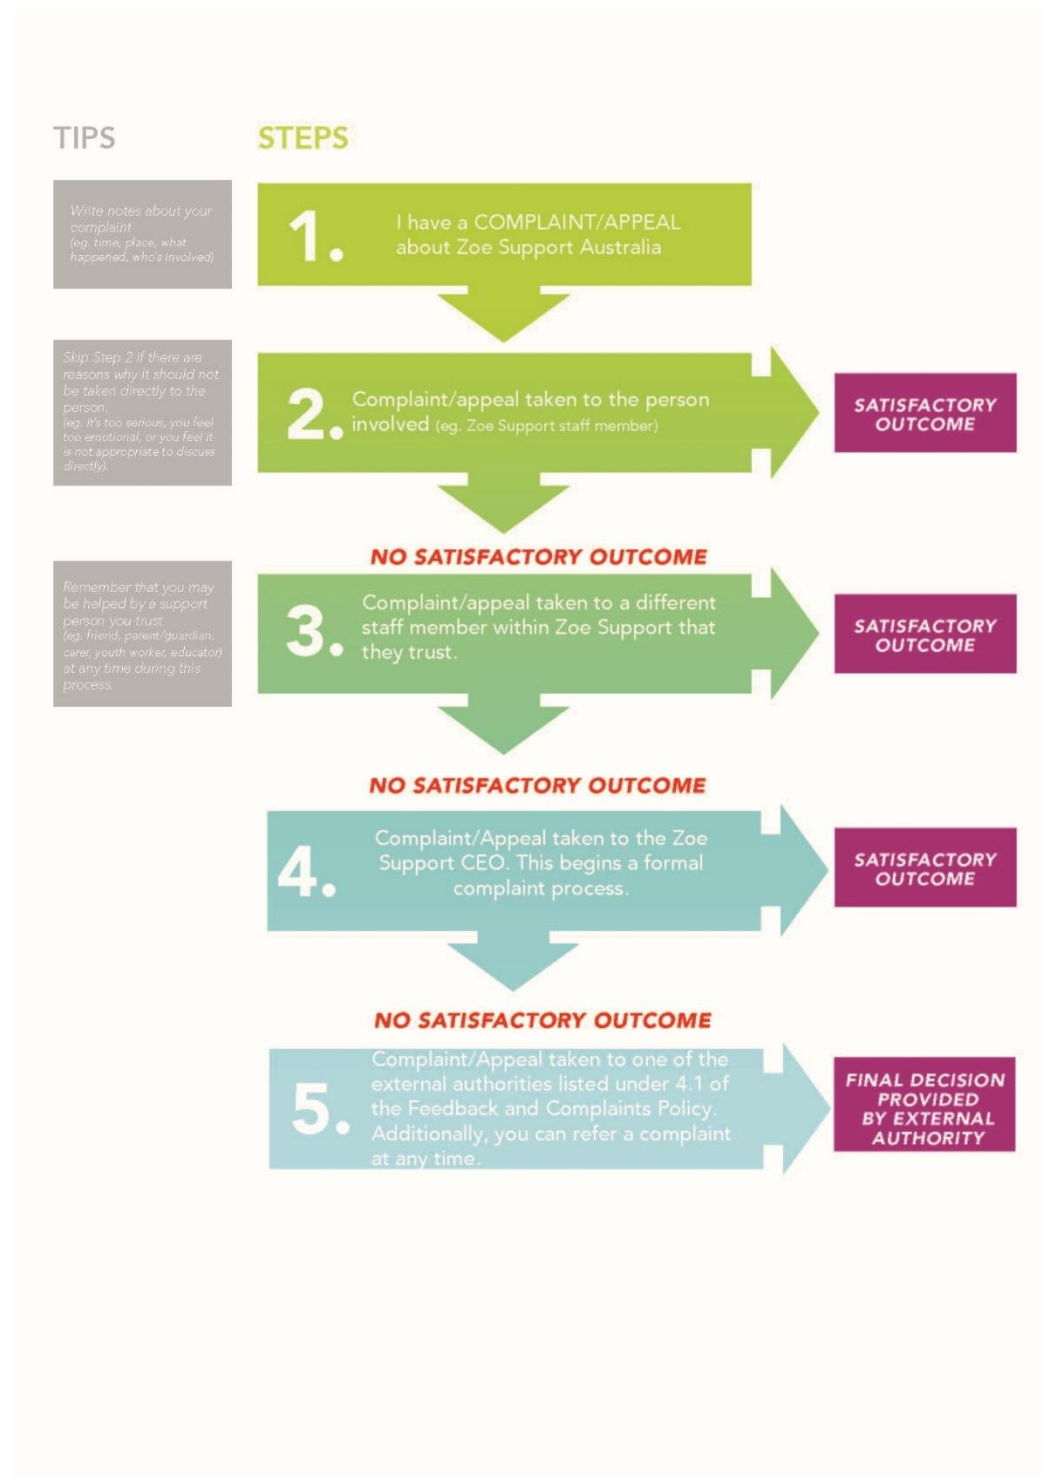 TIPS
STEPS
Write notes about your
complaint
(eg. time, place, what
happened, who's involved)
1.
I have a COMPLAINT/APPEAL
about Zoe Support Australia
Skip Step 2 if there are
reasons why it should not
be taken directly to the
person.
(eg. it's too serious, you feel
too emotional, or you feel it
is not appropriate to discuss
directly).
2.
Complaint/appeal taken to the person
involved (eg. Zoe Support staff member)
SATISFACTORY
OUTCOME
NO SATISFACTORY OUTCOME
Remember that you may
be helped by a support
person you trust
(eg. friend, parent/guardian,
carer, youth worker, educator)
at any time during this
process.
3.
Complaint/appeal taken to a different
staff member within Zoe Support that
they trust.
SATISFACTORY
OUTCOME
NO SATISFACTORY OUTCOME
4.
Complaint/Appeal taken to the Zoe
Support CEO. This begins a formal
complaint process.
SATISFACTORY
OUTCOME
NO SATISFACTORY OUTCOME
5.
Complaint/Appeal taken to one of the
external authorities listed under 4.1 of
the Feedback and Complaints Policy.
Additionally, you can refer a complaint
at any time.
FINAL DECISION
PROVIDED
BY EXTERNAL
AUTHORITY